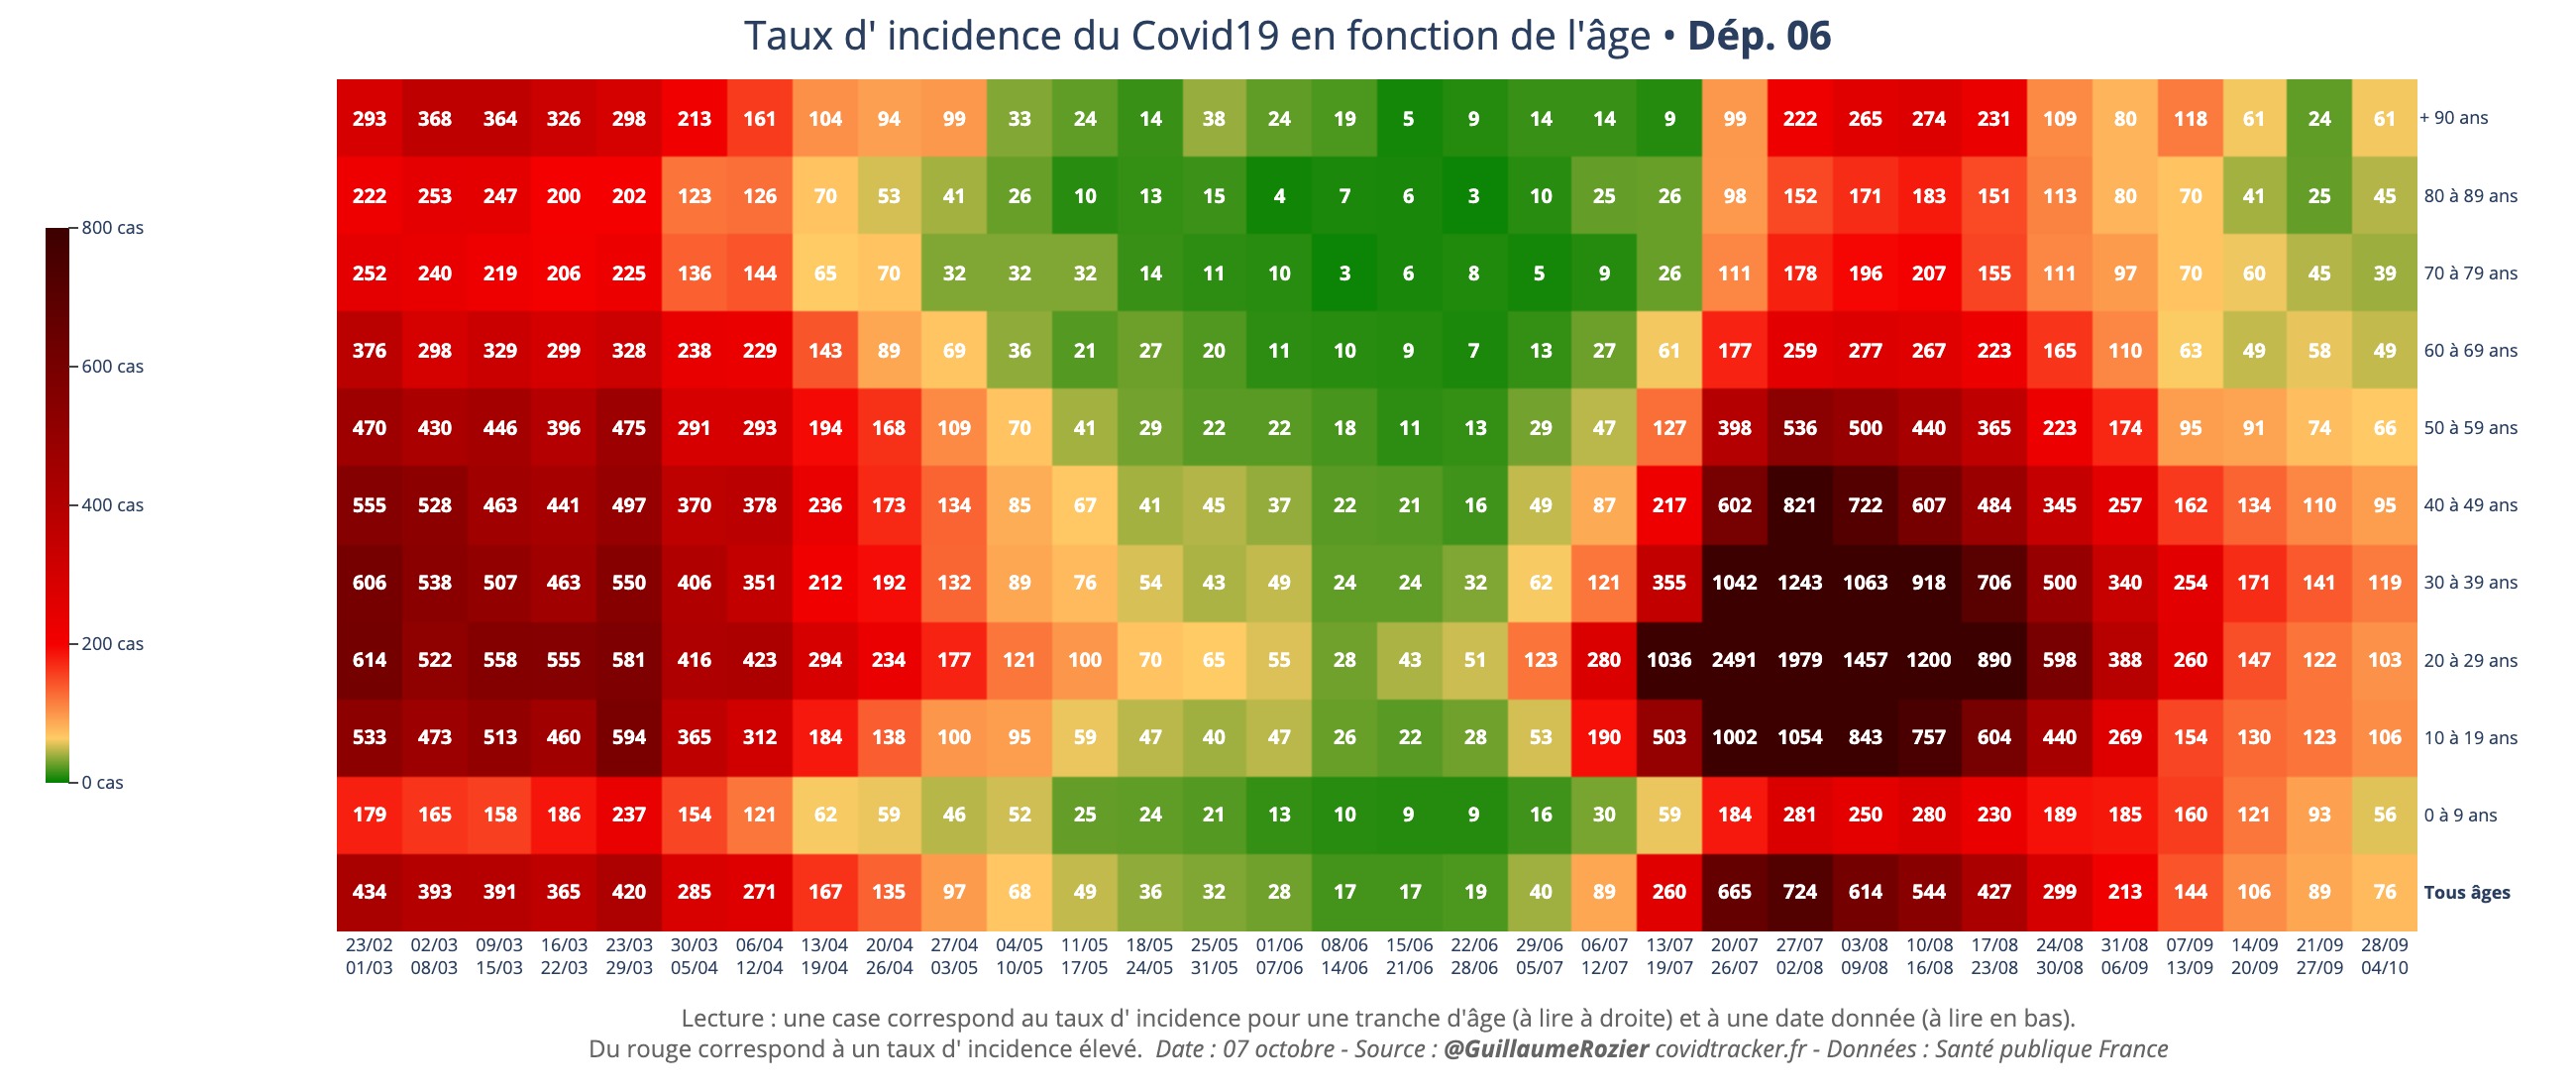 Taux d' incidence du Covid19 en fonction de l'âge • Dép. 06
800 cas
600 cas
400 cas
200 cas
0 cas
293 368 364 326 298 213 161 104 94 99 33 24 14 38 24 19 5 9 14 14 9 99 222 265 274 231 109 80 118 61 24 61 + 90 ans
222 253 247 200 202 123 126 70 53 41 26 10 13 15 4 7 6 3 10 25 26 98 152 171 183 151 113 80 70 41 25 45 80 à 89 ans
252 240 219 206 225 136 144 65 70 32 32 32 14 11 10 3 6 8 5 9 26 111 178 196 207 155 111 97 70 60 45 39 70 à 79 ans
376 298 329 299 328 238 229 143 89 69 36 21 27 20 11 10 9 7 13 27 61 177 259 277 267 223 165 110 63 49 58 49 60 à 69 ans
470 430 446 396 475 291 293 194 168 109 70 41 29 22 22 18 11 13 29 47 127 398 536 500 440 365 223 174 95 91 74 66 50 à 59 ans
555 528 463 441 497 370 378 236 173 134 85 67 41 45 37 22 21 16 49 87 217 602 821 722 607 484 345 257 162 134 110 95 40 à 49 ans
606 538 507 463 550 406 351 212 192 132 89 76 54 43 49 24 24 32 62 121 355 1042 1243 1063 918 706 500 340 254 171 141 119 30 à 39 ans
614 522 558 555 581 416 423 294 234 177 121 100 70 65 55 28 43 51 123 280 1036 2491 1979 1457 1200 890 598 388 260 147 122 103 20 à 29 ans
533 473 513 460 594 365 312 184 138 100 95 59 47 40 47 26 22 28 53 190 503 1002 1054 843 757 604 440 269 154 130 123 106 10 à 19 ans
179 165 158 186 237 154 121 62 59 46 52 25 24 21 13 10 9 9 16 30 59 184 281 250 280 230 189 185 160 121 93 56 0 à 9 ans
434 393 391 365 420 285 271 167 135 97 68 49 36 32 28 17 17 19 40 89 260 665 724 614 544 427 299 213 144 106 89 76 Tous âges
23/02 02/03 09/03 16/03 23/03 30/03 06/04 13/04 20/04 27/04 04/05 11/05 18/05 25/05 01/06 08/06 15/06 22/06 29/06 06/07 13/07 20/07 27/07 03/08 10/08 17/08 24/08 31/08 07/09 14/09 21/09 28/09
01/03 08/03 15/03 22/03 29/03 05/04 12/04 19/04 26/04 03/05 10/05 17/05 24/05 31/05 07/06 14/06 21/06 28/06 05/07 12/07 19/07 26/07 02/08 09/08 16/08 23/08 30/08 06/09 13/09 20/09 27/09 04/10
Lecture : une case correspond au taux d' incidence pour une tranche d'âge (à lire à droite) et à une date donnée (à lire en bas).
Du rouge correspond à un taux d' incidence élevé. Date : 07 octobre - Source : @GuillaumeRozier covidtracker.fr - Données : Santé publique France